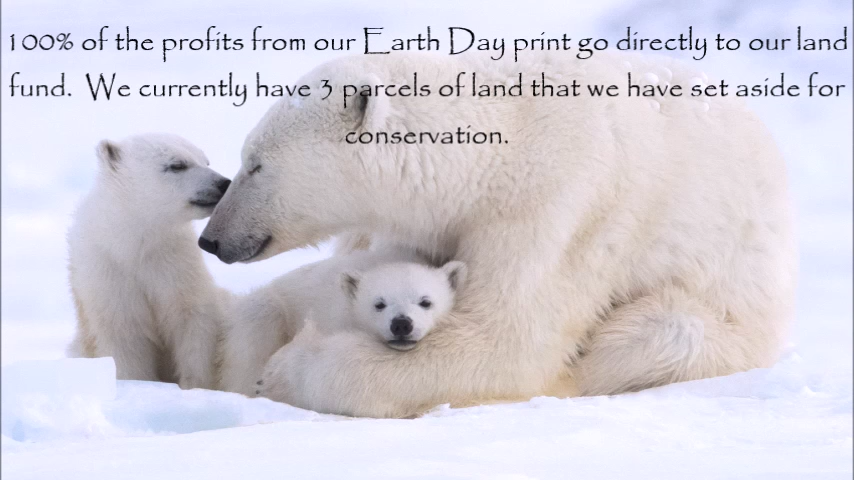 100% of the profits from our Earth Day print go directly to our land
fund. We currently have 3 parcels of land that we have set aside for
conservation.